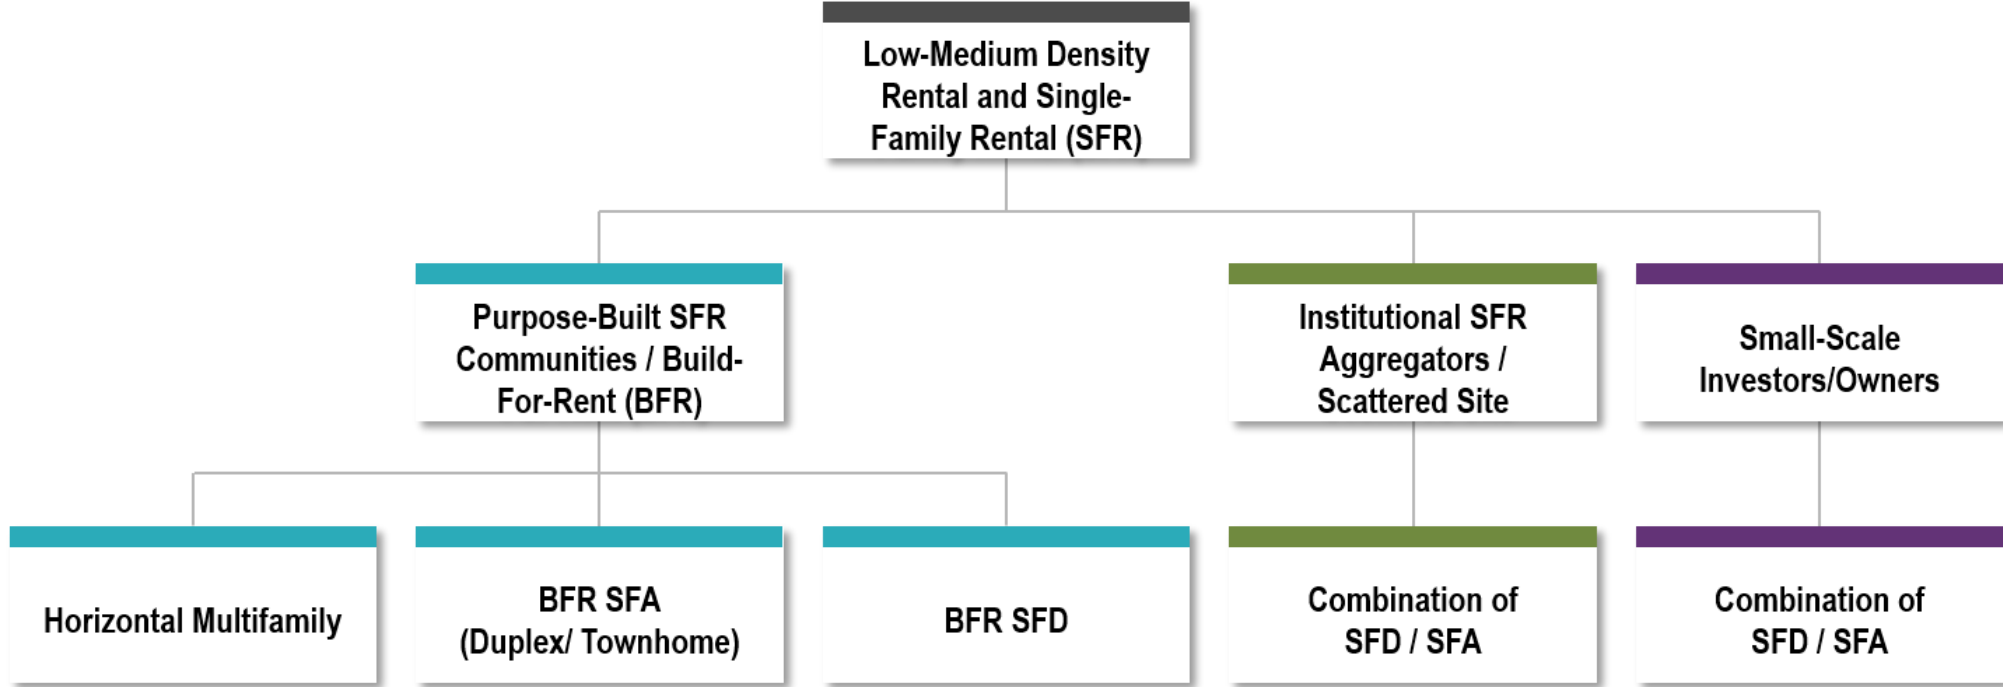 Low-Medium Density
Rental and Single-
Family Rental (SFR)
Purpose-Built SFR
Communities / Build-
For-Rent (BFR)
Institutional SFR
Aggregators /
Scattered Site
Small-Scale
Investors/Owners
Horizontal Multifamily
BFR SFA
(Duplex/ Townhome)
BFR SFD
Combination of
SFD / SFA
Combination of
SFD / SFA